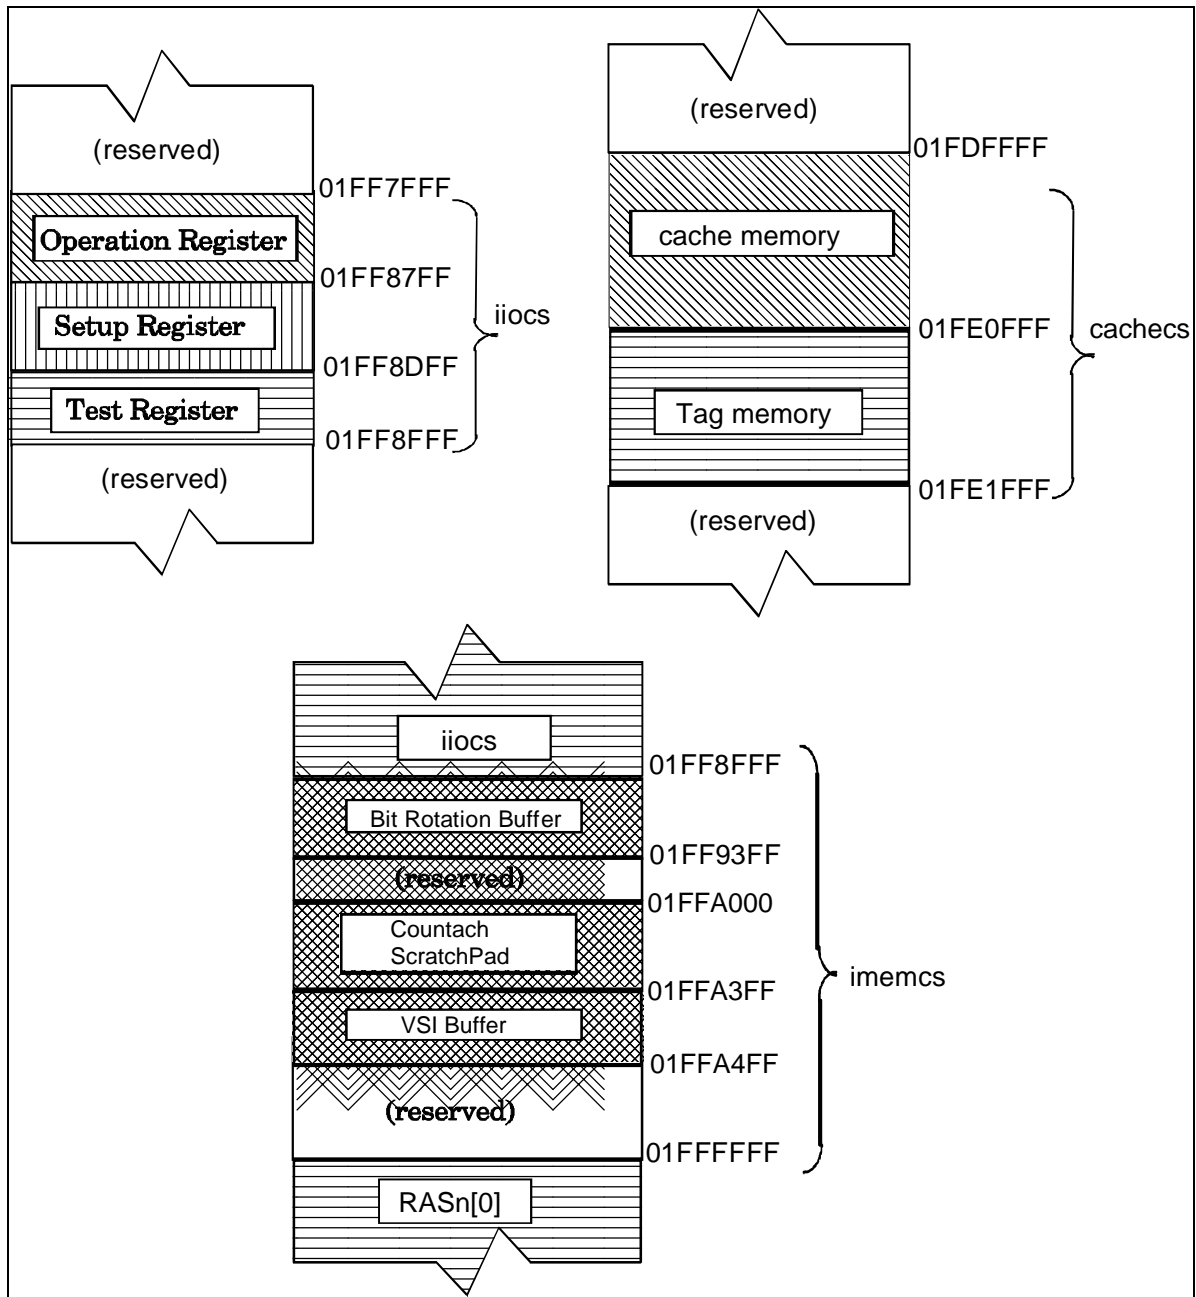 (reserved)
01FF7FFF
Operation Register
01FF87FF
Setup Register
iiocs
01FF8DFF
Test Register
01FF8FFF
(reserved)
(reserved)
01FDFFFF
cache memory
01FE0FFF
cachecs
Tag memory
01FE1FFF
(reserved)
iiocs
01FF8FFF
Bit Rotation Buffer
01FF93FF
(reserved)
01FFA000
Countach
ScratchPad
imemcs
01FFA3FF
VSI Buffer
01FFA4FF
(reserved)
01FFFFFF
RASn[0]